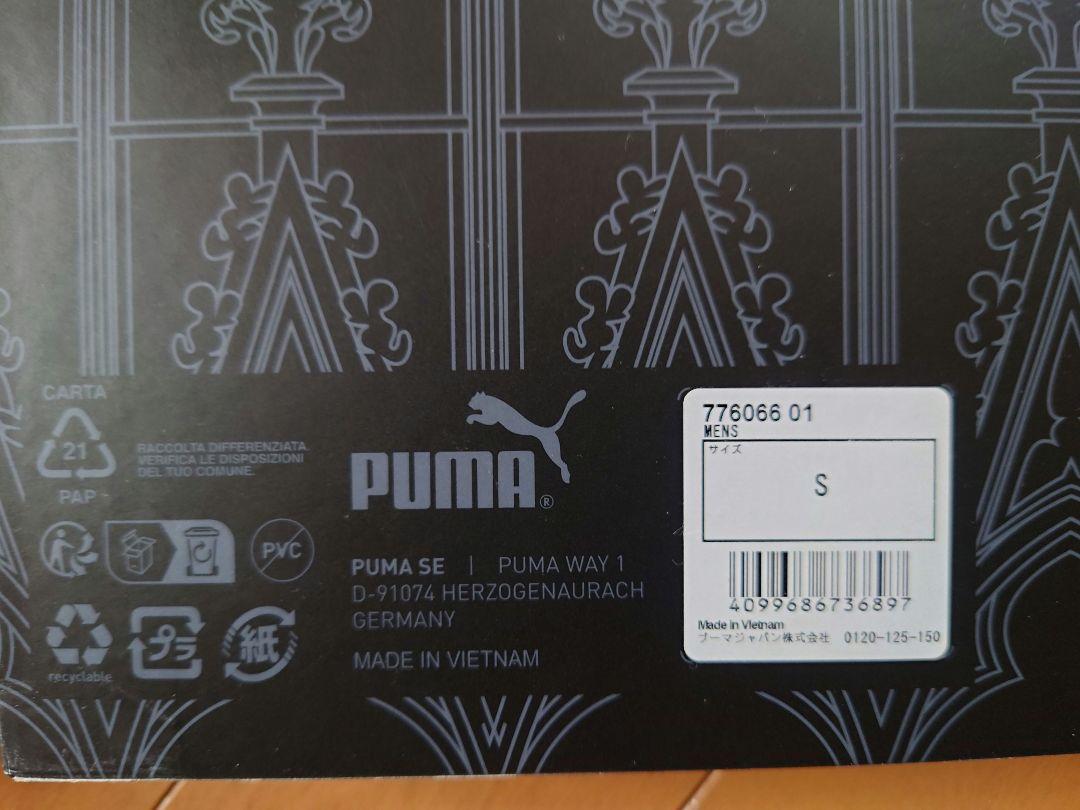 CARTA
21
PAP
RACCOLTA DIFFERENZIATA.
VERIFICA LE DISPOSIZIONI
DEL TUO COMUNE.
PVC
recyclable
プラ
紙
PUMA®
PUMA SE | PUMA WAY 1
D-91074 HERZOGENAURACH
GERMANY
MADE IN VIETNAM
776066 01
MENS
サイズ
S
4099686736897
Made in Vietnam
プーマジャパン株式会社 0120-125-150